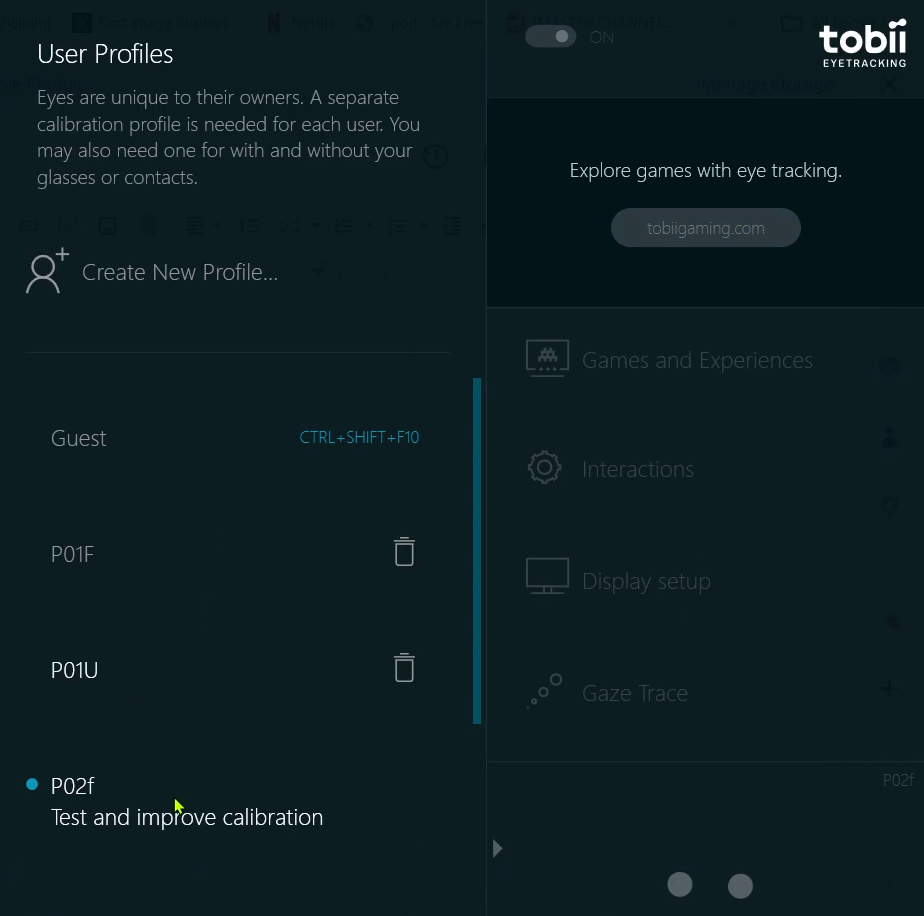 User Profiles
Eyes are unique to their owners. A separate
calibration profile is needed for each user. You
may also need one for with and without your
glasses or contacts.
Create New Profile...
Guest
CTRL+SHIFT+F10
P01F
P01U
P02f
Test and improve calibration
ON
tobii
EYETRACKING
Manage storage
Explore games with eye tracking.
tobiigaming.com
Games and Experiences
Interactions
Display setup
Gaze Trace
P02f